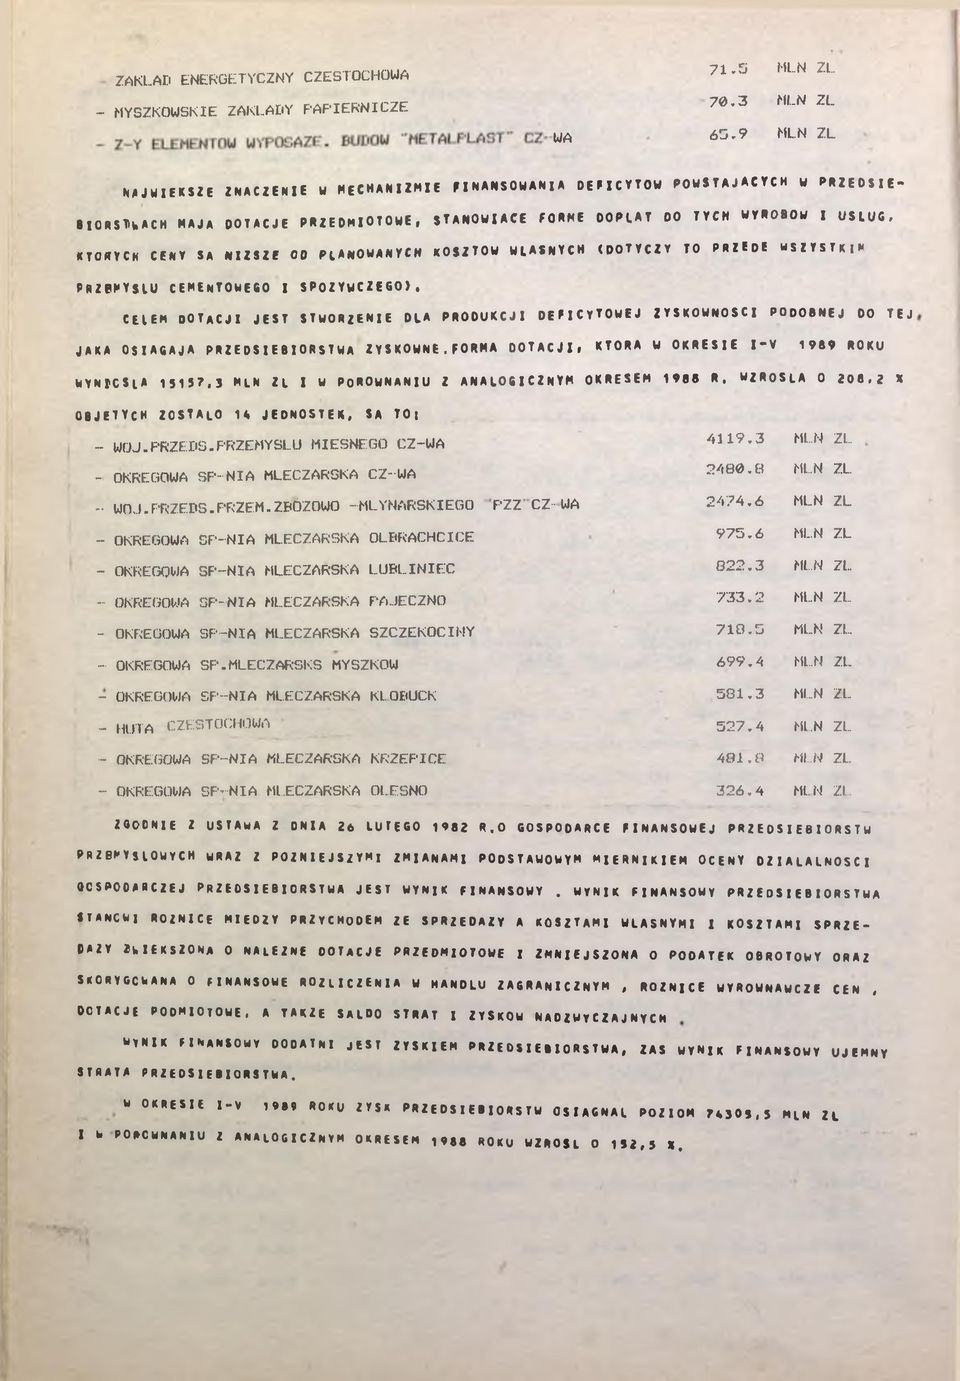 - ZAKLAD ENERGETYCZNY CZESTOCHOWA 71.5 MLN ZL
- MYSZKOWSKIE ZAKLADY PAPIERNICZE 70.3 MLN ZL
- Z-Y ELEMENTOW WYPOSAZE. BUDOW "METALPLAST" CZ-WA 65.9 MLN ZL
NAJWIEKSZE ZNACZENIE W MECHANIZMIE FINANSOWANIA DEFICYTOW POWSTAJACYCH W PRZEDSIE-
BIORSTWACH MAJA DOTACJE PRZEDMIOTOWE, STANOWIACE FORME DOPLAT DO TYCH WYROBOW I USLUG,
KTORYCH CENY SA NIZSZE OD PLANOWANYCH KOSZTOW WLASNYCH (DOTYCZY TO PRZEDE WSZYSTKIM
PRZEMYSLU CEMENTOWEGO I SPOZYWCZEGO).
CELEM DOTACJI JEST STWORZENIE DLA PRODUKCJI DEFICYTOWEJ ZYSKOWNOSCI PODOBNEJ DO TEJ,
JAKA OSIAGAJA PRZEDSIEBIORSTWA ZYSKOWNE.FORMA DOTACJI, KTORA W OKRESIE I-V 1989 ROKU
WYNICSLA 15157,3 MLN ZL I W POROWNANIU Z ANALOGICZNYM OKRESEM 1988 R. WZROSLA O 208,2 %
OBJETYCH ZOSTALO 14 JEDNOSTEK, SA TO:
- WOJ.PRZEDS.PRZEMYSLU MIESNEGO CZ-WA 4119.3 MLN ZL
- OKREGOWA SP-NIA MLECZARSKA CZ-WA 2480.8 MLN ZL
- WOJ.PRZEDS.PRZEM.ZBOZOWO -MLYNARSKIEGO "PZZ"CZ-WA 2474.6 MLN ZL
- OKREGOWA SP-NIA MLECZARSKA OLBRACHCICE 975.6 MLN ZL
- OKREGOWA SP-NIA MLECZARSKA LUBLINIEC 822.3 MLN ZL
- OKREGOWA SP-NIA MLECZARSKA PAJECZNO 733.2 MLN ZL
- OKREGOWA SP-NIA MLECZARSKA SZCZEKOCINY 718.5 MLN ZL
- OKREGOWA SP.MLECZARSKS MYSZKOW 699.4 MLN ZL
- OKREGOWA SP-NIA MLECZARSKA KLOBUCK 581.3 MLN ZL
- HUTA CZESTOCHOWA 527.4 MLN ZL
- OKREGOWA SP-NIA MLECZARSKA KRZEPICE 481.8 MLN ZL
- OKREGOWA SP-NIA MLECZARSKA OLESNO 326.4 MLN ZL
ZGODNIE Z USTAWA Z DNIA 26 LUTEGO 1982 R.O GOSPODARCE FINANSOWEJ PRZEDSIEBIORSTW
PRZEMYSLOWYCH WRAZ Z POZNIEJSZYMI ZMIANAMI PODSTAWOWYM MIERNIKIEM OCENY DZIALALNOSCI
GOSPODARCZEJ PRZEDSIEBIORSTWA JEST WYNIK FINANSOWY . WYNIK FINANSOWY PRZEDSIEBIORSTWA
STANCWI ROZNICE MIEDZY PRZYCHODEM ZE SPRZEDAZY A KOSZTAMI WLASNYMI I KOSZTAMI SPRZE-
DAZY ZWIEKSZONA O NALEZNE DOTACJE PRZEDMIOTOWE I ZMNIEJSZONA O PODATEK OBROTOWY ORAZ
SKORYGCWANA O FINANSOWE ROZLICZENIA W HANDLU ZAGRANICZNYM , ROZNICE WYROWNAWCZE CEN ,
DOTACJE PODMIOTOWE, A TAKZE SALDO STRAT I ZYSKOW NADZWYCZAJNYCH .
WYNIK FINANSOWY DODATNI JEST ZYSKIEM PRZEDSIEBIORSTWA, ZAS WYNIK FINANSOWY UJEMNY
STRATA PRZEDSIEBIORSTWA.
W OKRESIE I-V 1989 ROKU ZYSK PRZEDSIEBIORSTW OSIAGNAL POZIOM 74305,5 MLN ZL
I W POROWNANIU Z ANALOGICZNYM OKRESEM 1988 ROKU WZROSL O 152,5 %.